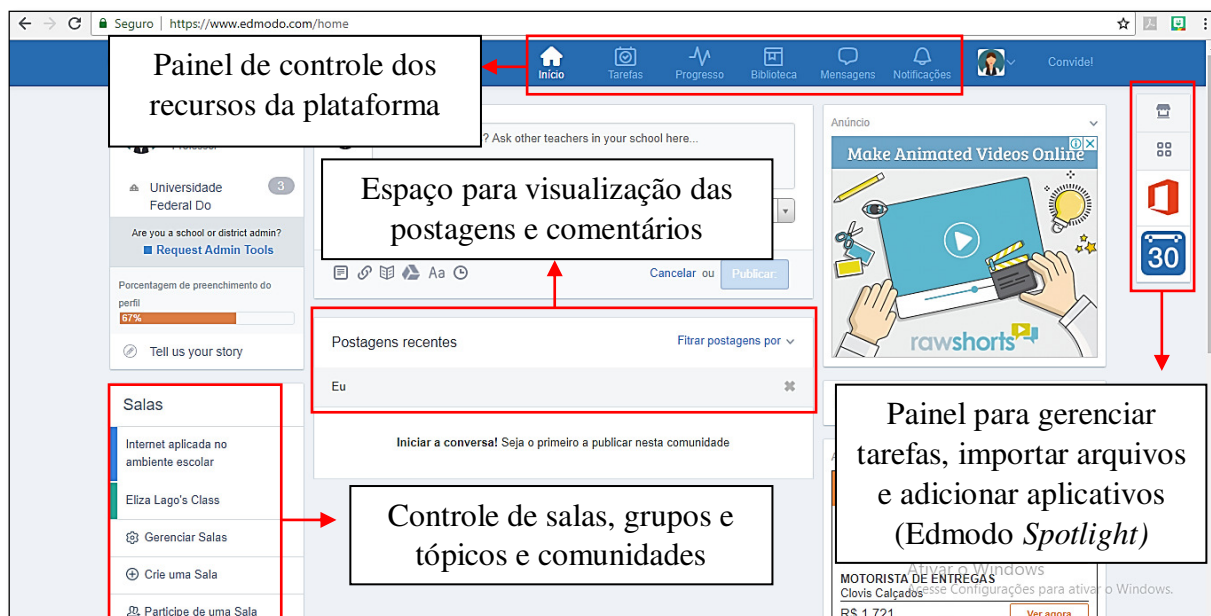 Seguro | https://www.edmodo.com/home
Painel de controle dos
recursos da plataforma
Início
Tarefas
Progresso
Biblioteca
Mensagens
Notificações
Convide!
Professor
Universidade
Federal Do
3
Are you a school or district admin?
Request Admin Tools
Porcentagem de preenchimento do
perfil
67%
Tell us your story
Salas
Internet aplicada no
ambiente escolar
Eliza Lago's Class
Gerenciar Salas
Crie uma Sala
Participe de uma Sala
? Ask other teachers in your school here...
Espaço para visualização das
postagens e comentários
Aa
Cancelar ou
Publicar:
Postagens recentes
Fitrar postagens por
Eu
Iniciar a conversa! Seja o primeiro a publicar nesta comunidade
Controle de salas, grupos e
tópicos e comunidades
Anúncio
Make Animated Videos Online
rawshorts
30
Painel para gerenciar
tarefas, importar arquivos
e adicionar aplicativos
(Edmodo Spotlight)
MOTORISTA DE ENTREGAS
Clovis Calçados
R$ 1.721
Ver agora
Ativar o Windows
Acesse Configurações para ativar o Windows.